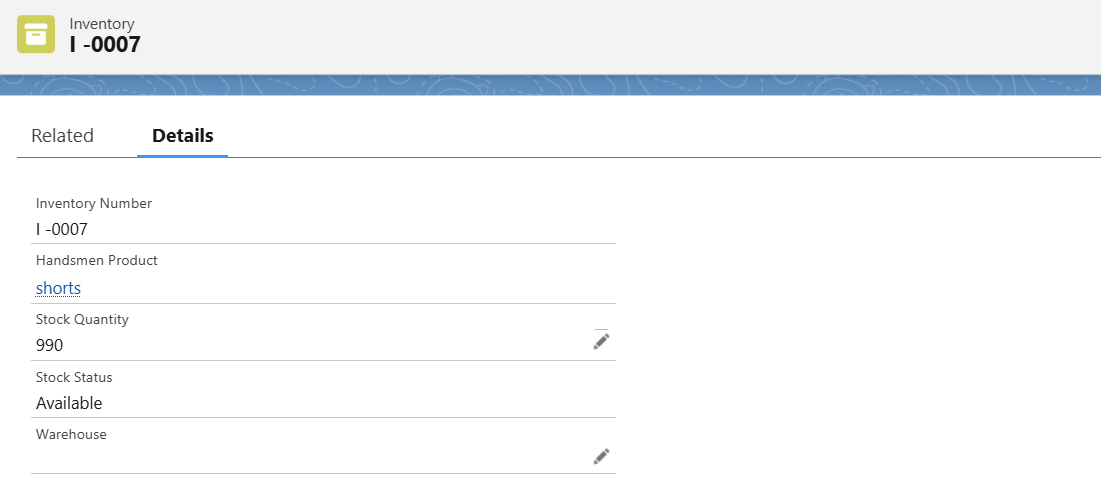 Inventory
I -0007
Related
Details
Inventory Number
I -0007
Handsmen Product
shorts
Stock Quantity
990
Stock Status
Available
Warehouse